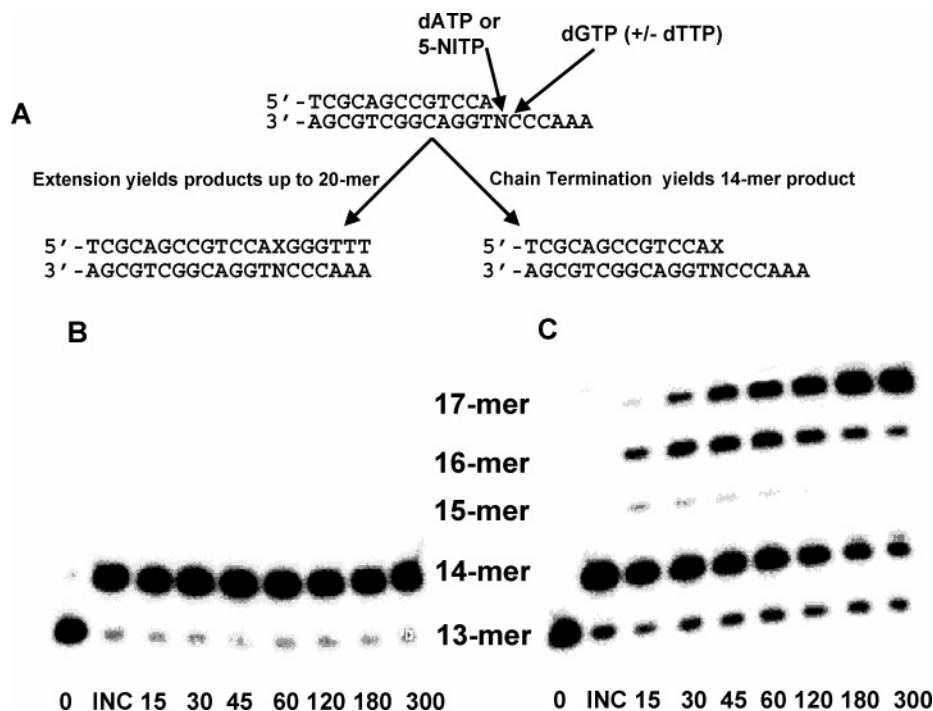 dATP or
5-NITP
dGTP (+/- dTTP)
A
5'-TCGCAGCCGTCCA
3'-AGCGTCGGCAGGTNCCCAAA
Extension yields products up to 20-mer
Chain Termination yields 14-mer product
5'-TCGCAGCCGTCCAXGGGTTT
3'-AGCGTCGGCAGGTNCCCAAA
5'-TCGCAGCCGTCCAX
3'-AGCGTCGGCAGGTNCCCAAA
B
C
17-mer
16-mer
15-mer
14-mer
13-mer
0 INC 15 30 45 60 120 180 300
0 INC 15 30 45 60 120 180 300